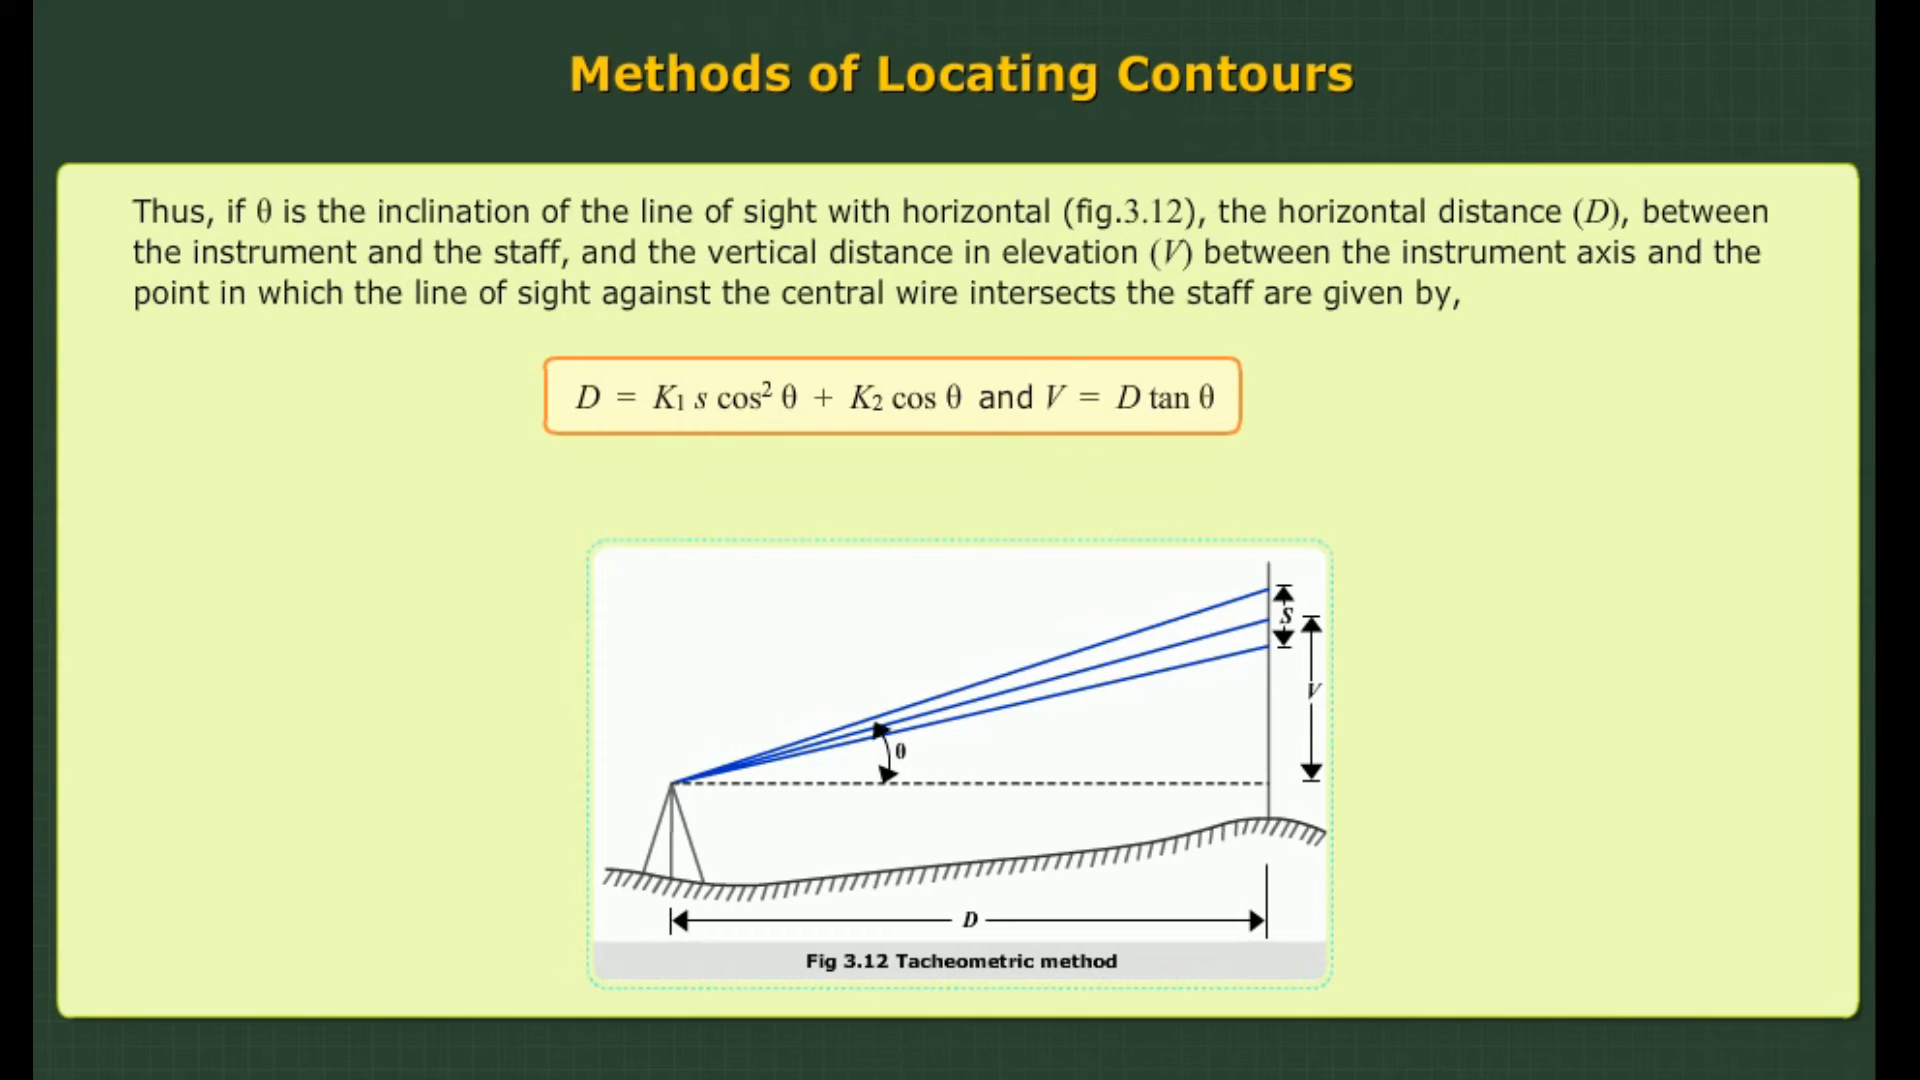 Methods of Locating Contours
Thus, if θ is the inclination of the line of sight with horizontal (fig.3.12), the horizontal distance (D), between
the instrument and the staff, and the vertical distance in elevation (V) between the instrument axis and the
point in which the line of sight against the central wire intersects the staff are given by,
D = K₁ s cos² θ + K₂ cos θ and V = D tan θ
S
V
θ
D
Fig 3.12 Tacheometric method